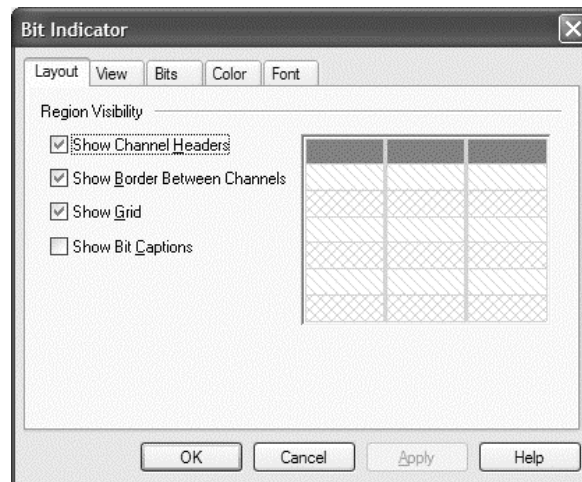 Bit Indicator
Layout View Bits Color Font
Region Visibility
Show Channel Headers
Show Border Between Channels
Show Grid
Show Bit Captions
OK Cancel Apply Help